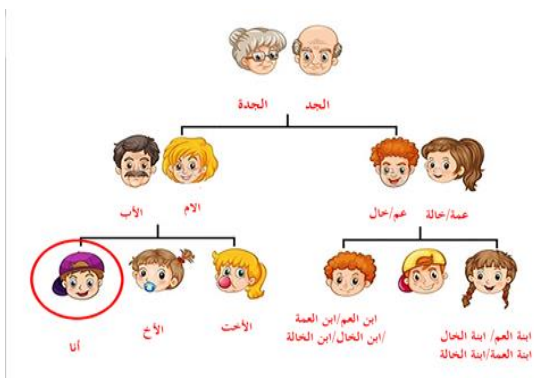 الجد
الجدة
عمة/خالة
عم/خال
الام
الأب
ابنة العم/ ابنة الخال
ابنة العمة/ابنة الخالة
ابن العم/ابن العمة
/ابن الخال/ابن الخالة
الأخت
الأخ
أنا